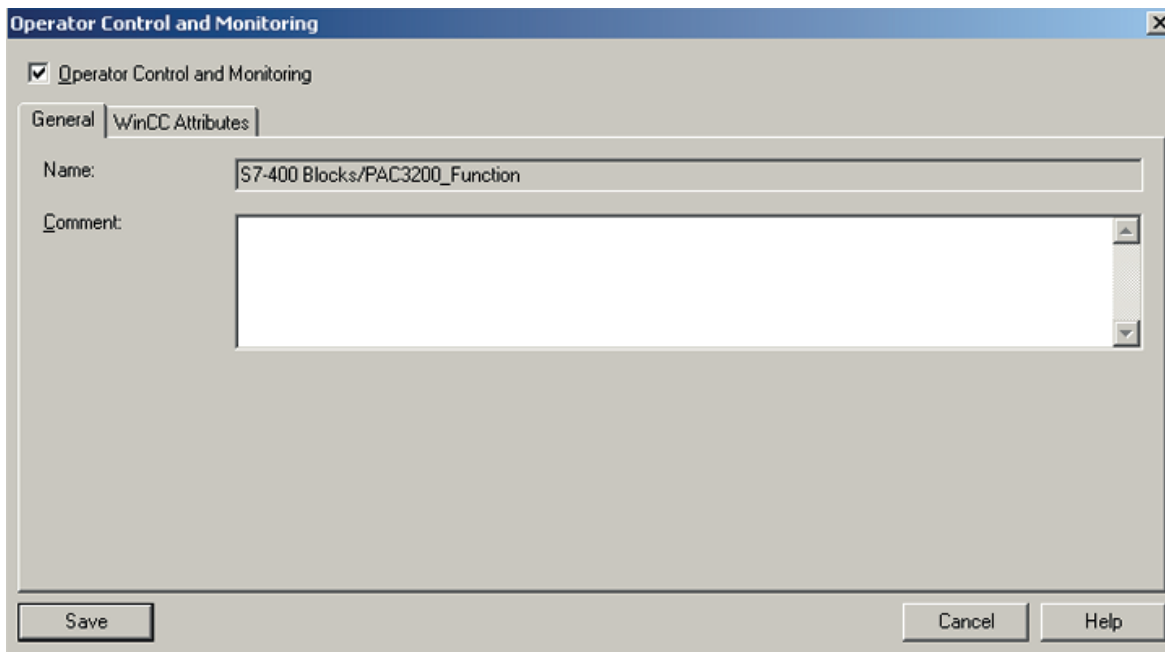 Operator Control and Monitoring
Operator Control and Monitoring
General WinCC Attributes
Name: S7-400 Blocks/PAC3200_Function
Comment:
Save Cancel Help